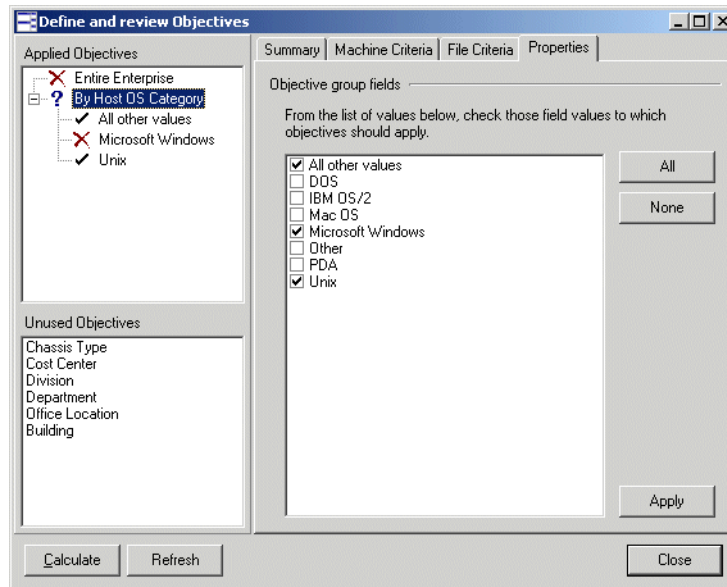 Define and review Objectives
Applied Objectives
Entire Enterprise
? By Host OS Category
All other values
Microsoft Windows
Unix
Unused Objectives
Chassis Type
Cost Center
Division
Department
Office Location
Building
Summary Machine Criteria File Criteria Properties
Objective group fields
From the list of values below, check those field values to which
objectives should apply.
All other values
DOS
IBM OS/2
Mac OS
Microsoft Windows
Other
PDA
Unix
All
None
Apply
Calculate Refresh Close